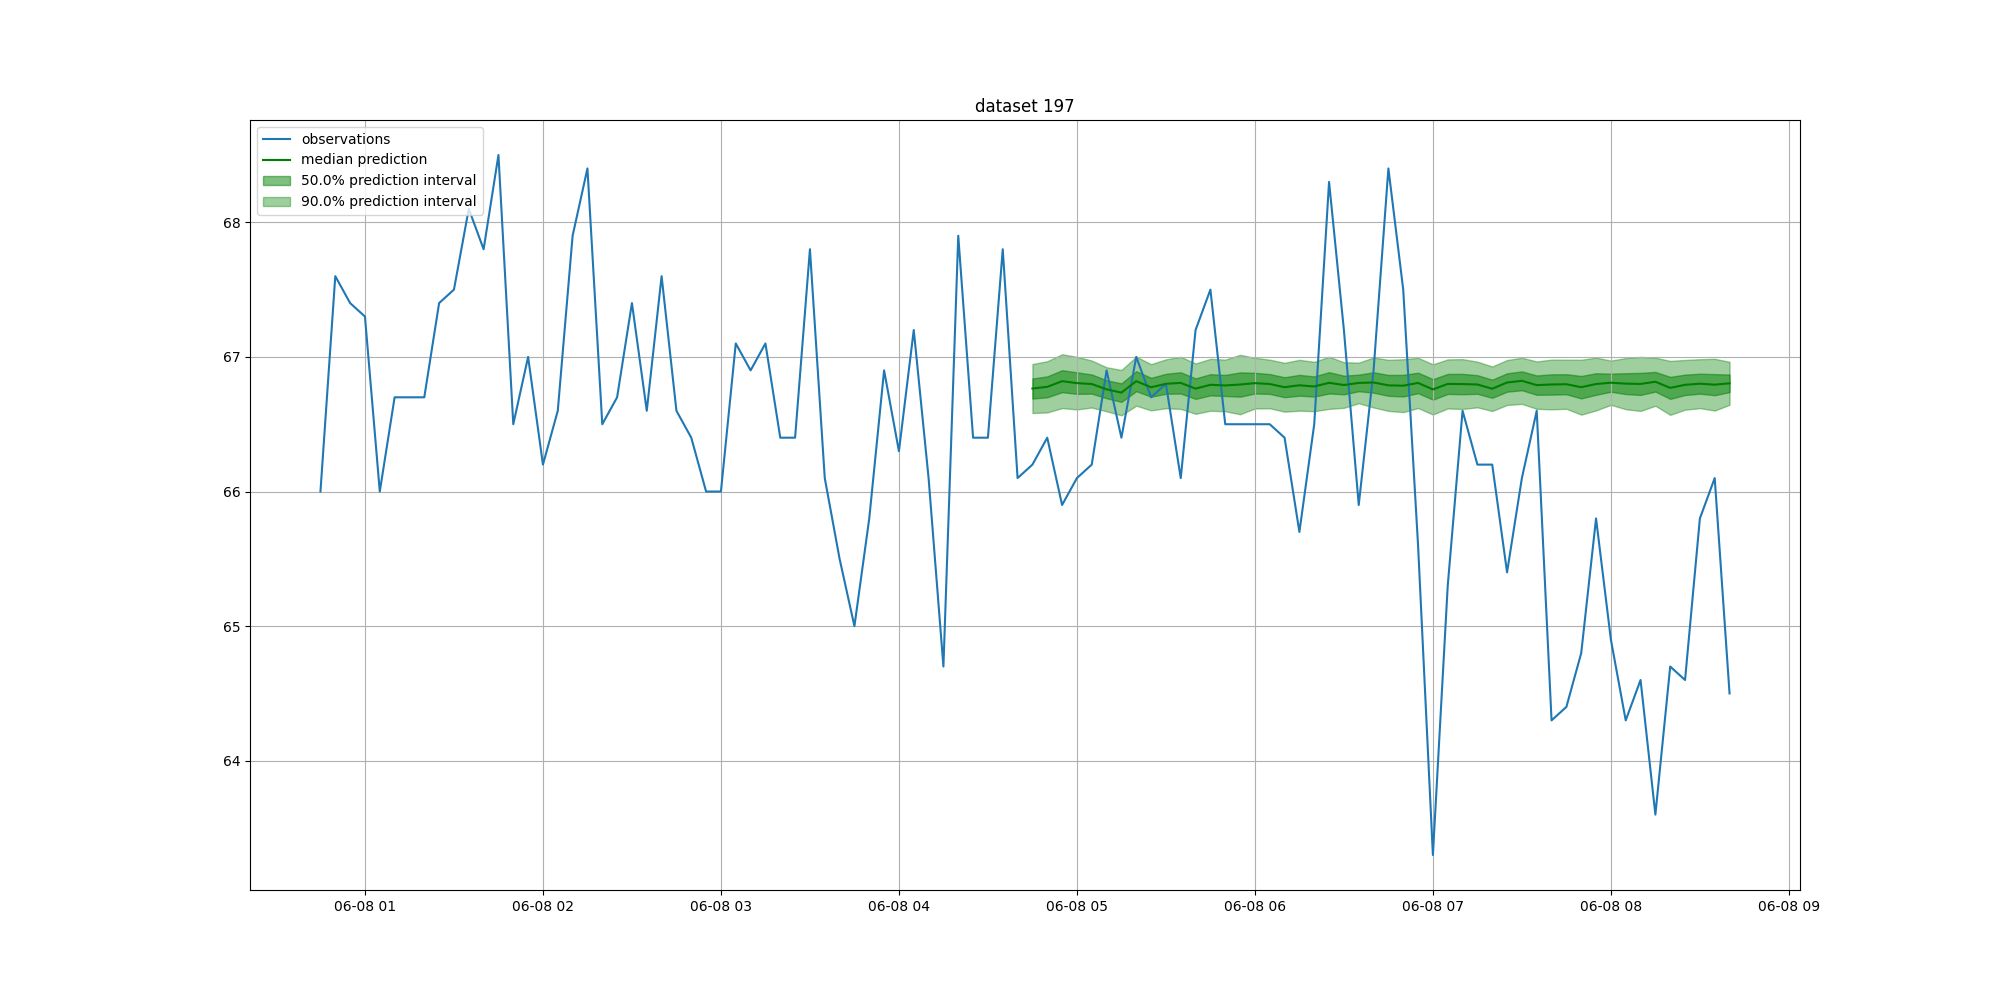 dataset 197
observations
median prediction
50.0% prediction interval
90.0% prediction interval
68
67
66
65
64
06-08 01
06-08 02
06-08 03
06-08 04
06-08 05
06-08 06
06-08 07
06-08 08
06-08 09